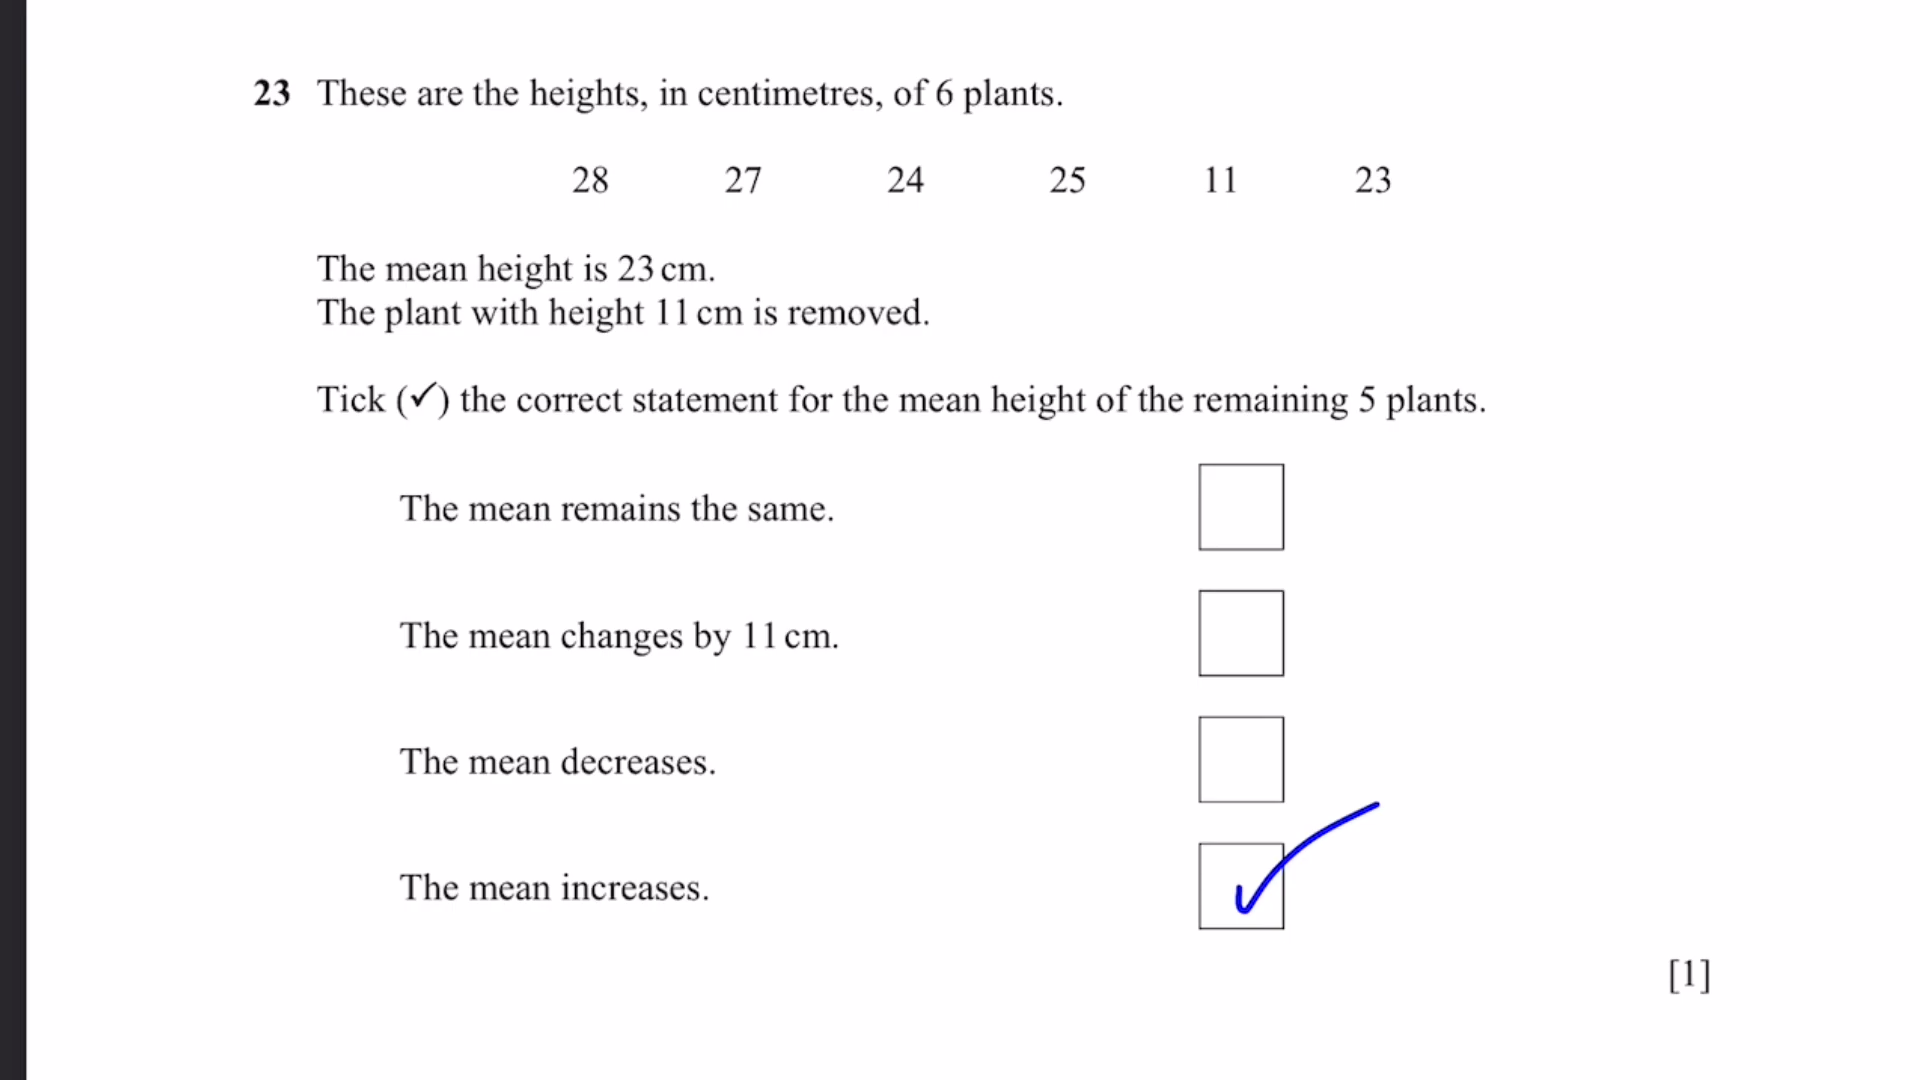 23 These are the heights, in centimetres, of 6 plants.
28 27 24 25 11 23
The mean height is 23 cm.
The plant with height 11 cm is removed.
Tick (✓) the correct statement for the mean height of the remaining 5 plants.
The mean remains the same.
The mean changes by 11 cm.
The mean decreases.
The mean increases. ✓
[1]